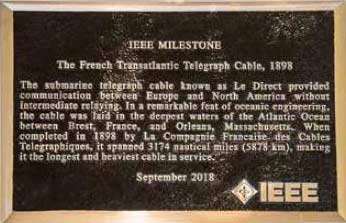 IEEE MILESTONE
The French Transatlantic Telegraph Cable, 1898
The submarine telegraph cable known as Le Direct provided
communication between Europe and North America without
intermediate relaying. In a remarkable feat of oceanic engineering,
the cable was laid in the deepest waters of the Atlantic Ocean
between Brest, France, and Orleans, Massachusetts. When
completed in 1898 by La Compagnie Francaise des Cables
Telegraphiques, it spanned 3174 nautical miles (5878 km), making
it the longest and heaviest cable in service.
September 2018
IEEE